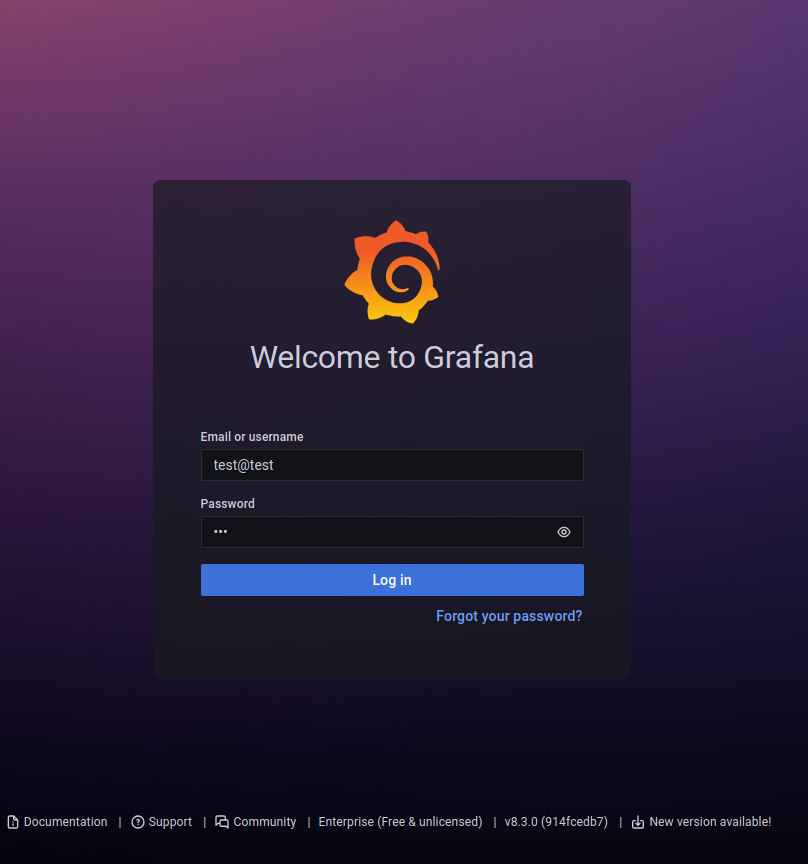 Welcome to Grafana
Email or username
test@test
Password
•••
Log in
Forgot your password?
Documentation | Support | Community | Enterprise (Free & unlicensed) | v8.3.0 (914fcedb7) | New version available!